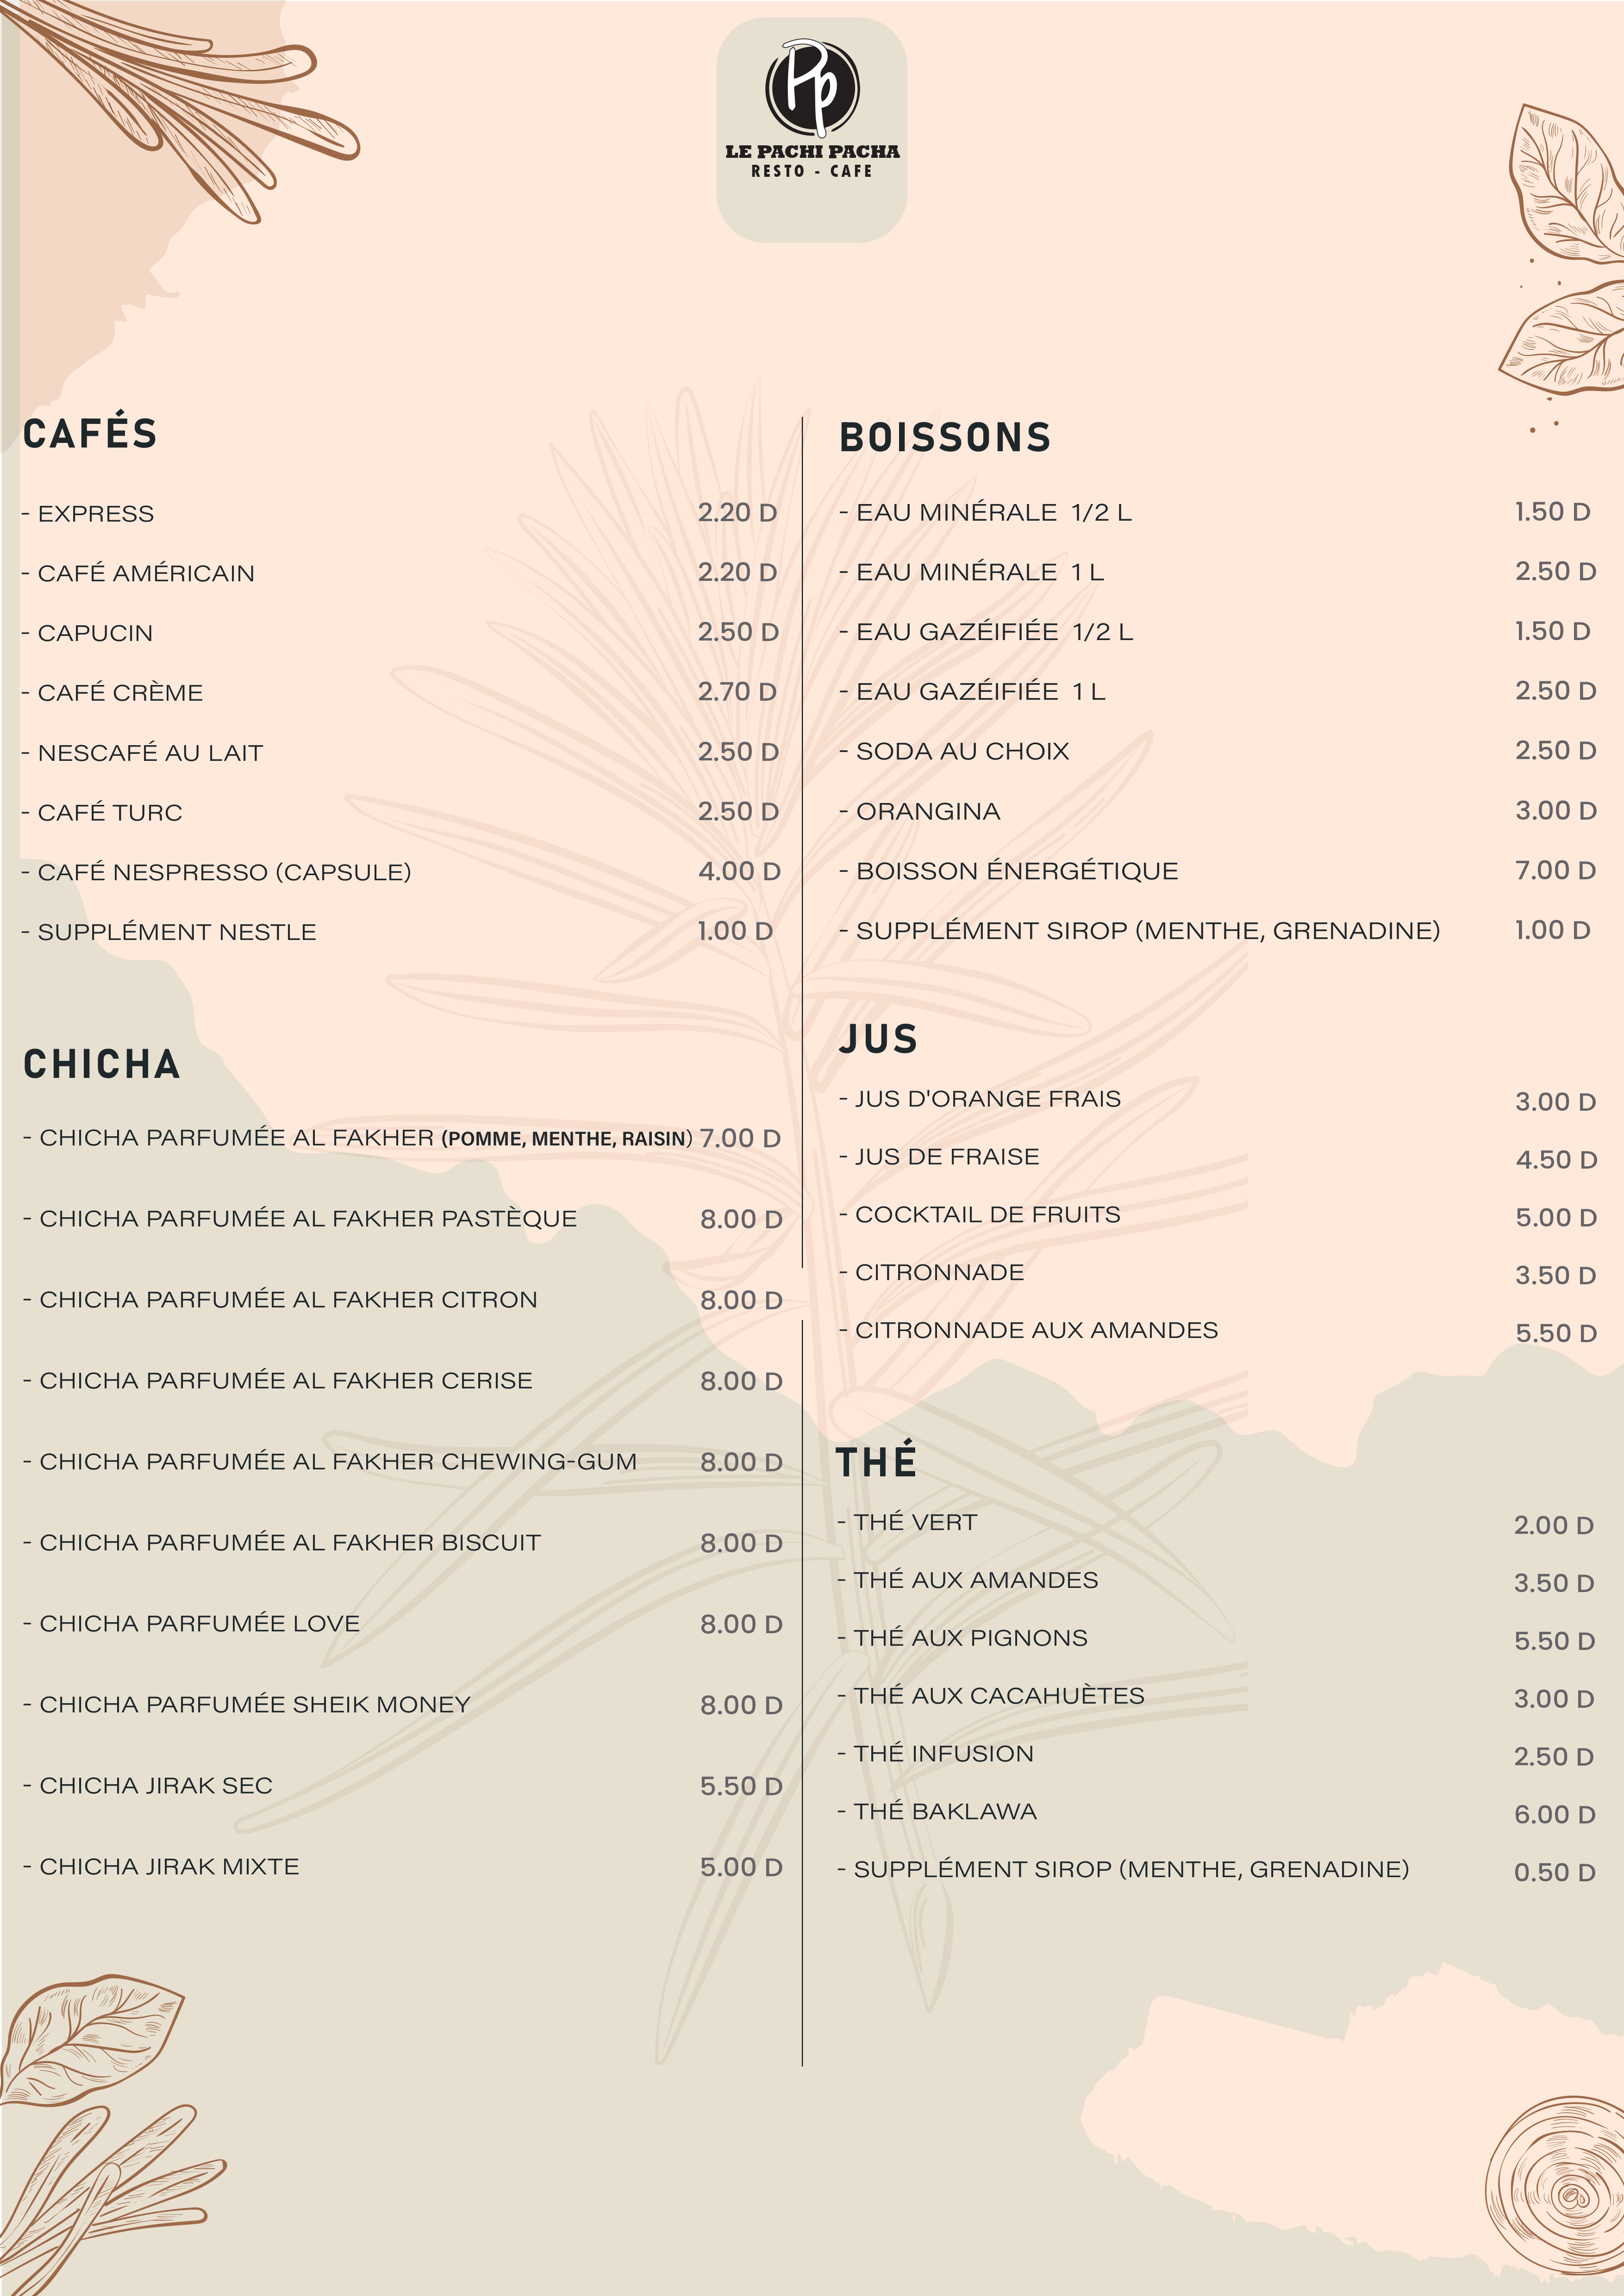 LE PACHI PACHA
RESTO - CAFE
CAFÉS
- EXPRESS 2.20 D
- CAFÉ AMÉRICAIN 2.20 D
- CAPUCIN 2.50 D
- CAFÉ CRÈME 2.70 D
- NESCAFÉ AU LAIT 2.50 D
- CAFÉ TURC 2.50 D
- CAFÉ NESPRESSO (CAPSULE) 4.00 D
- SUPPLÉMENT NESTLE 1.00 D
CHICHA
- CHICHA PARFUMÉE AL FAKHER (POMME, MENTHE, RAISIN) 7.00 D
- CHICHA PARFUMÉE AL FAKHER PASTÈQUE 8.00 D
- CHICHA PARFUMÉE AL FAKHER CITRON 8.00 D
- CHICHA PARFUMÉE AL FAKHER CERISE 8.00 D
- CHICHA PARFUMÉE AL FAKHER CHEWING-GUM 8.00 D
- CHICHA PARFUMÉE AL FAKHER BISCUIT 8.00 D
- CHICHA PARFUMÉE LOVE 8.00 D
- CHICHA PARFUMÉE SHEIK MONEY 8.00 D
- CHICHA JIRAK SEC 5.50 D
- CHICHA JIRAK MIXTE 5.00 D
BOISSONS
- EAU MINÉRALE 1/2 L 1.50 D
- EAU MINÉRALE 1 L 2.50 D
- EAU GAZÉIFIÉE 1/2 L 1.50 D
- EAU GAZÉIFIÉE 1 L 2.50 D
- SODA AU CHOIX 2.50 D
- ORANGINA 3.00 D
- BOISSON ÉNERGÉTIQUE 7.00 D
- SUPPLÉMENT SIROP (MENTHE, GRENADINE) 1.00 D
JUS
- JUS D'ORANGE FRAIS 3.00 D
- JUS DE FRAISE 4.50 D
- COCKTAIL DE FRUITS 5.00 D
- CITRONNADE 3.50 D
- CITRONNADE AUX AMANDES 5.50 D
THÉ
- THÉ VERT 2.00 D
- THÉ AUX AMANDES 3.50 D
- THÉ AUX PIGNONS 5.50 D
- THÉ AUX CACAHUÈTES 3.00 D
- THÉ INFUSION 2.50 D
- THÉ BAKLAWA 6.00 D
- SUPPLÉMENT SIROP (MENTHE, GRENADINE) 0.50 D